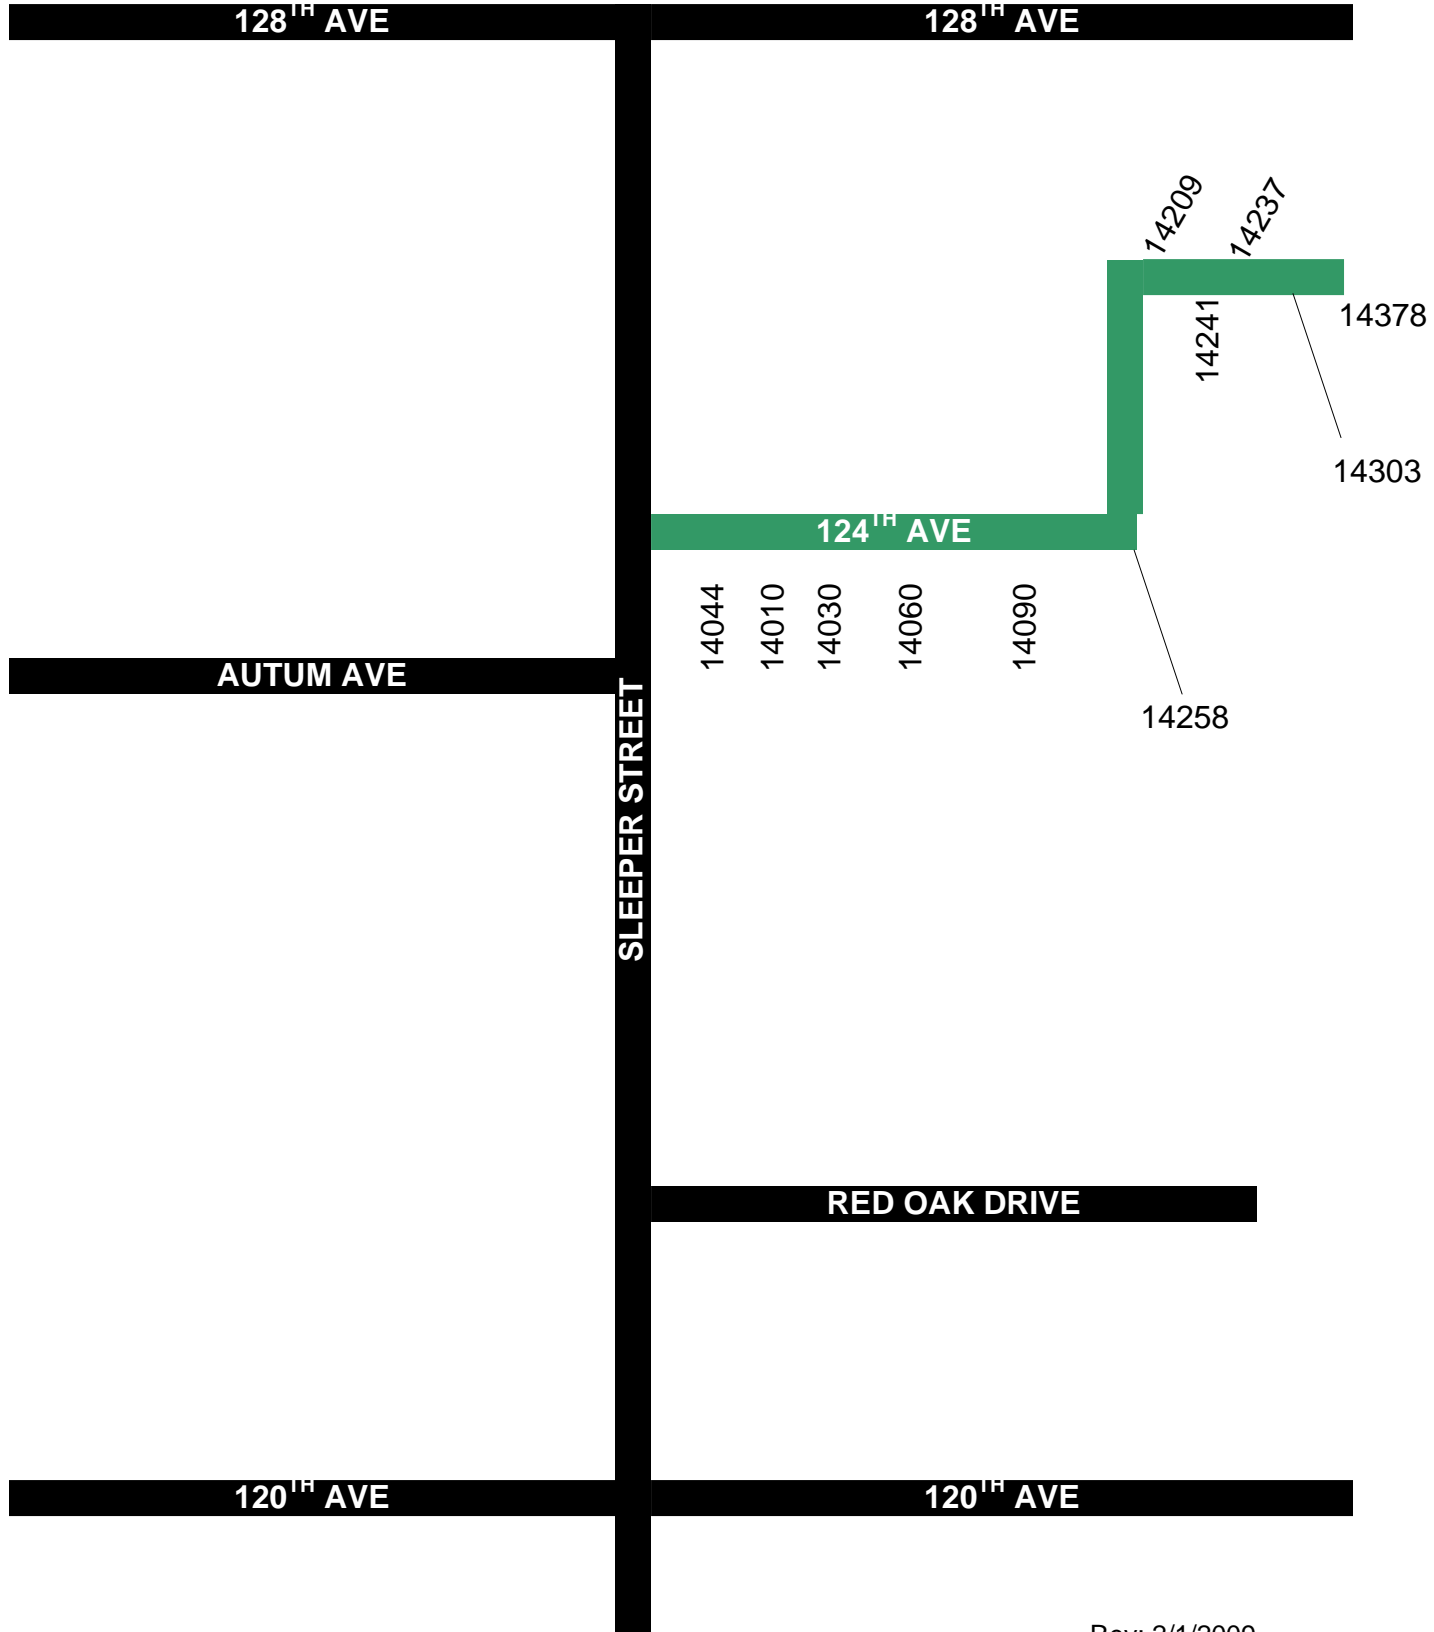 128TH AVE
128TH AVE
14209
14237
14241
14378
14303
124TH AVE
14044
14010
14030
14060
14090
14258
AUTUM AVE
SLEEPER STREET
RED OAK DRIVE
120TH AVE
120TH AVE